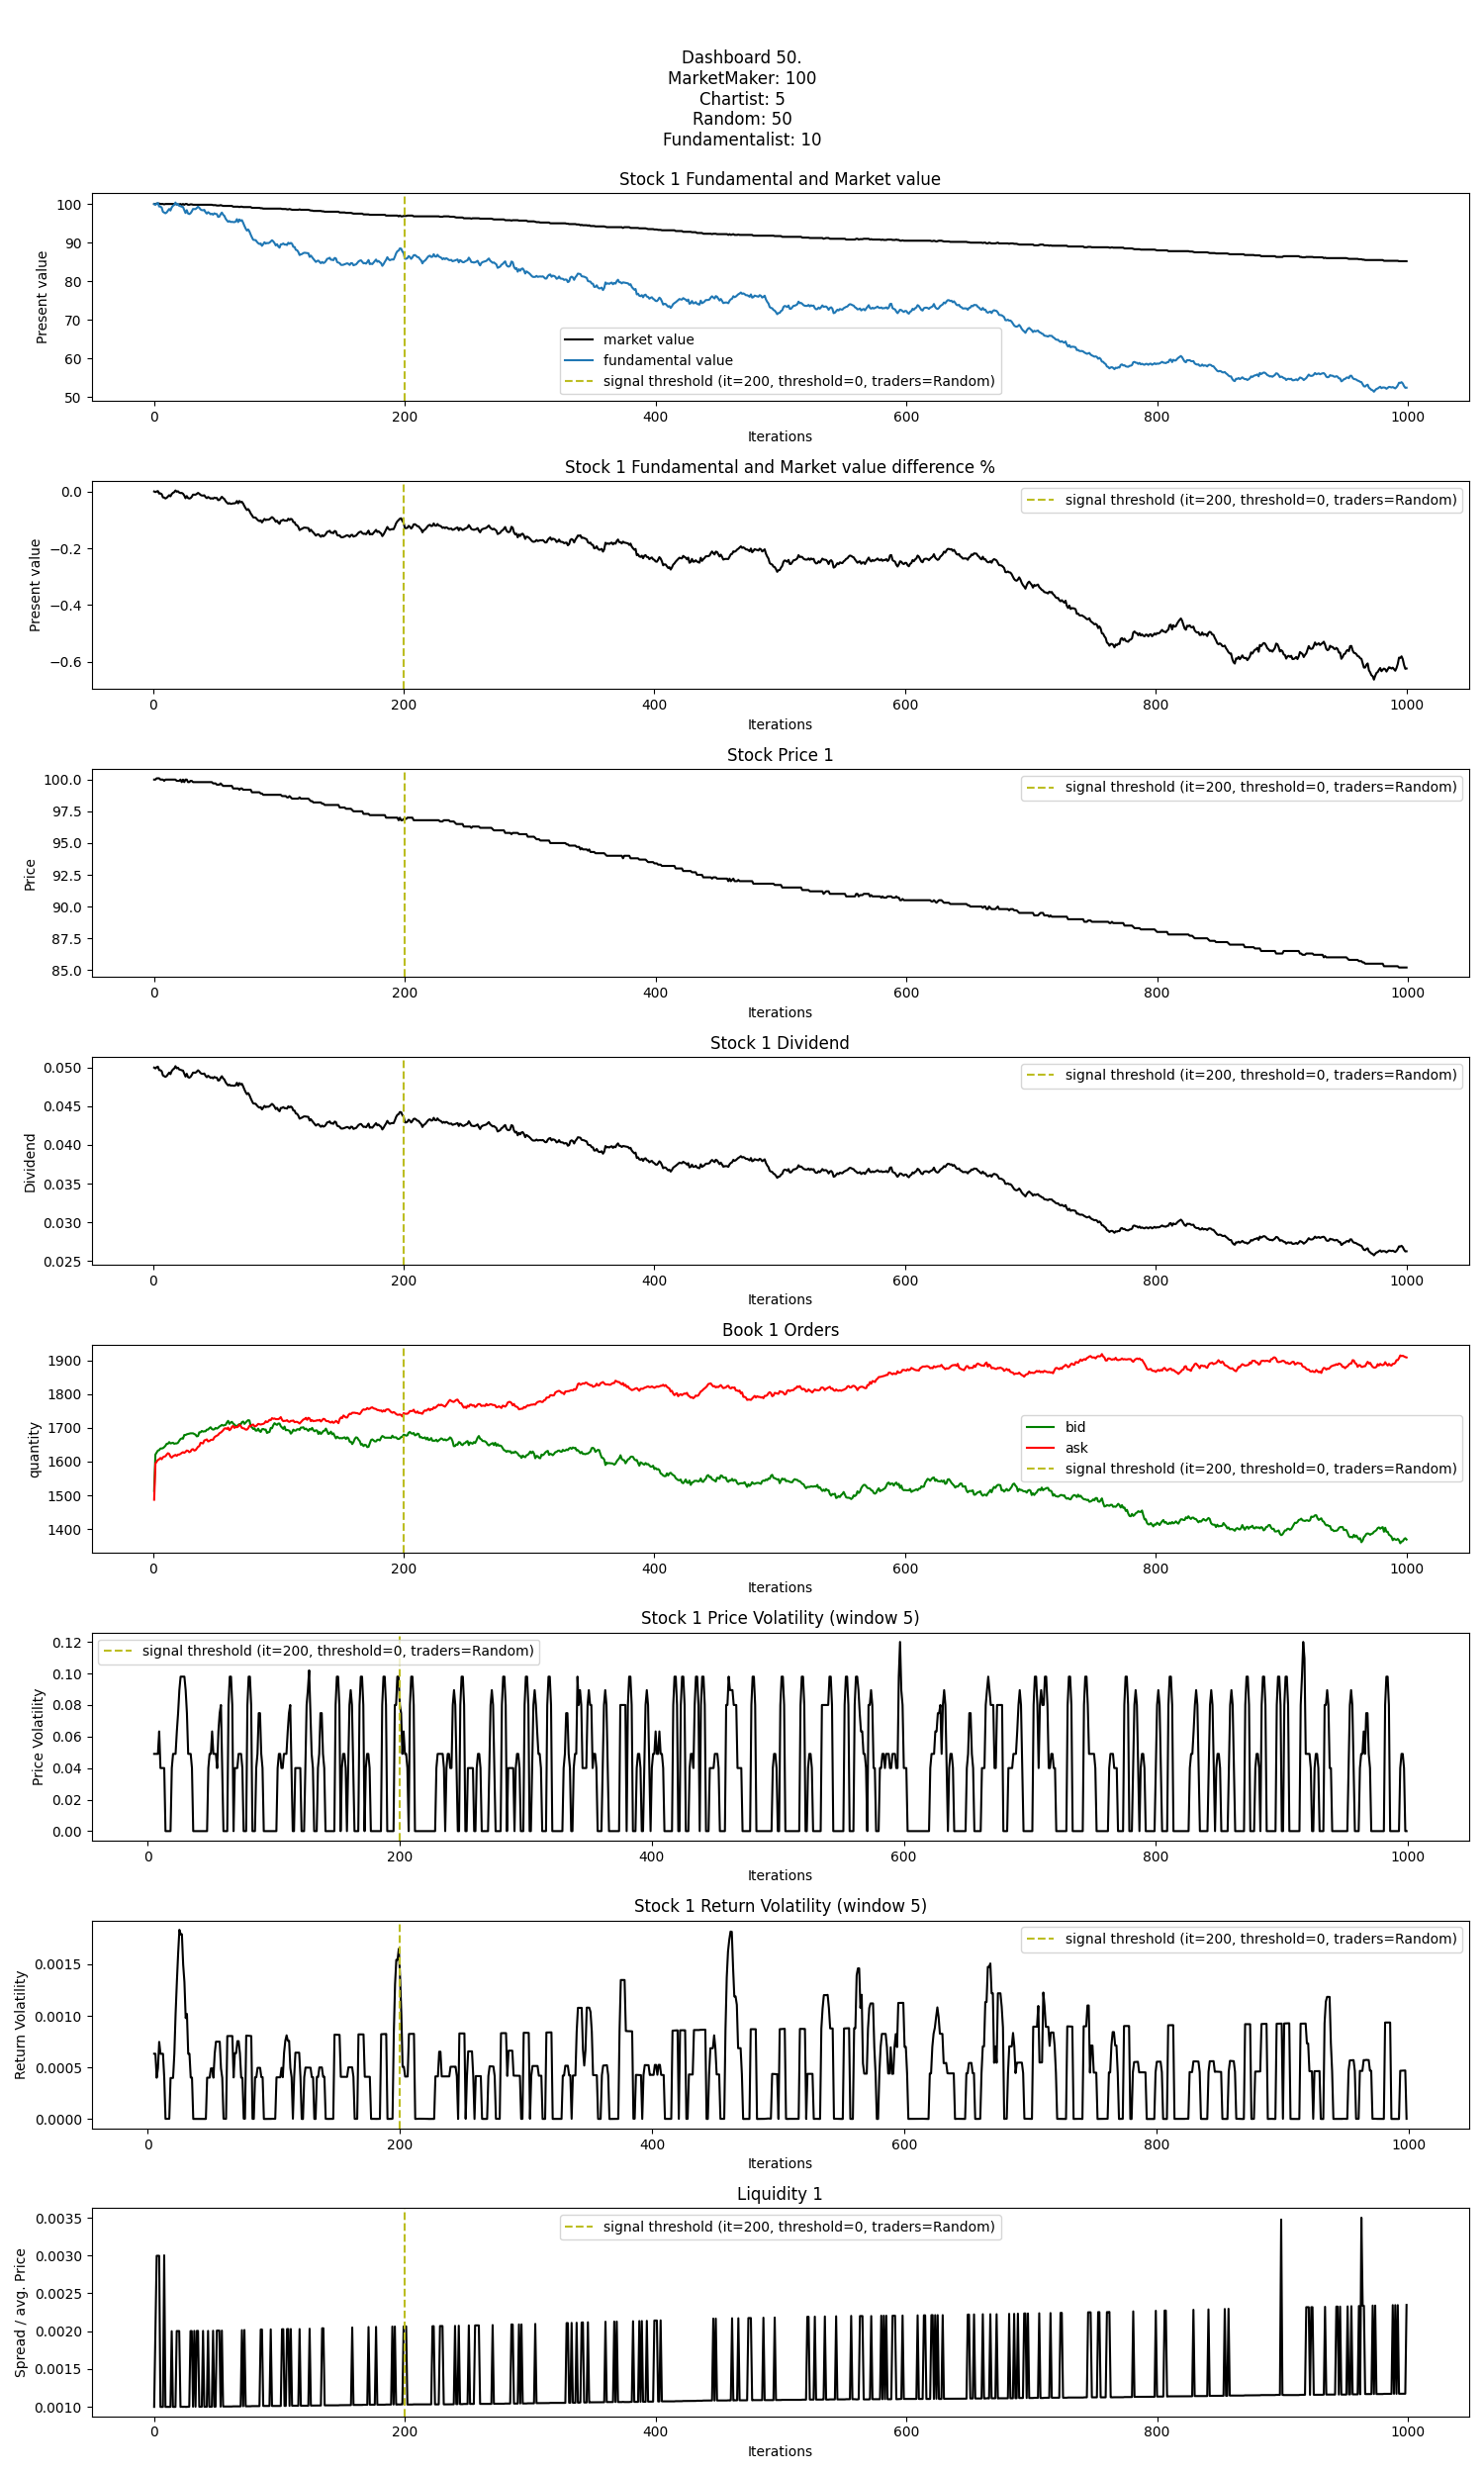 Dashboard 50.
MarketMaker: 100
Chartist: 5
Random: 50
Fundamentalist: 10
Stock 1 Fundamental and Market value
Present value
100
90
80
70
60
50
market value
fundamental value
signal threshold (it=200, threshold=0, traders=Random)
0 200 400 600 800 1000
Iterations
Stock 1 Fundamental and Market value difference %
Present value
0.0
−0.2
−0.4
−0.6
signal threshold (it=200, threshold=0, traders=Random)
0 200 400 600 800 1000
Iterations
Stock Price 1
Price
100.0
97.5
95.0
92.5
90.0
87.5
85.0
signal threshold (it=200, threshold=0, traders=Random)
0 200 400 600 800 1000
Iterations
Stock 1 Dividend
Dividend
0.050
0.045
0.040
0.035
0.030
0.025
signal threshold (it=200, threshold=0, traders=Random)
0 200 400 600 800 1000
Iterations
Book 1 Orders
quantity
1900
1800
1700
1600
1500
1400
bid
ask
signal threshold (it=200, threshold=0, traders=Random)
0 200 400 600 800 1000
Iterations
Stock 1 Price Volatility (window 5)
Price Volatility
0.12
0.10
0.08
0.06
0.04
0.02
0.00
signal threshold (it=200, threshold=0, traders=Random)
0 200 400 600 800 1000
Iterations
Stock 1 Return Volatility (window 5)
Return Volatility
0.0015
0.0010
0.0005
0.0000
signal threshold (it=200, threshold=0, traders=Random)
0 200 400 600 800 1000
Iterations
Liquidity 1
Spread / avg. Price
0.0035
0.0030
0.0025
0.0020
0.0015
0.0010
signal threshold (it=200, threshold=0, traders=Random)
0 200 400 600 800 1000
Iterations